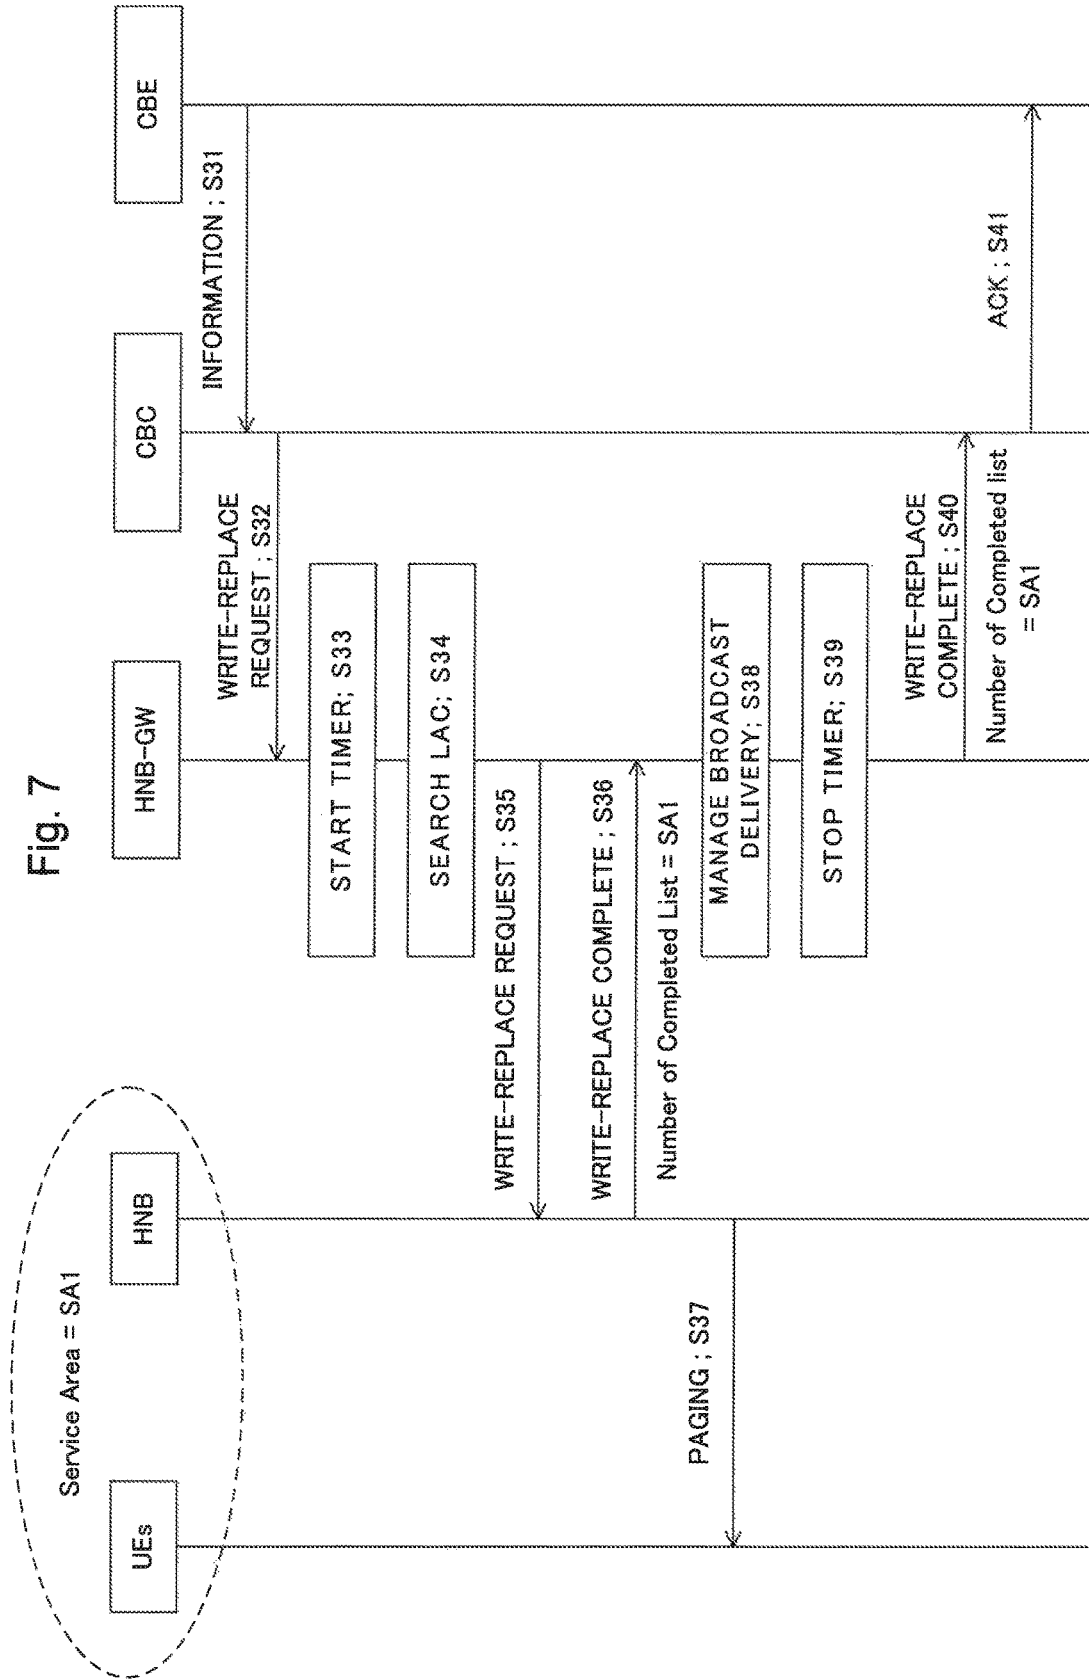 Fig. 7
Service Area = SA1
UEs
HNB
HNB-GW
CBC
CBE
INFORMATION ; S31
WRITE-REPLACE
REQUEST ; S32
START TIMER; S33
SEARCH LAC; S34
WRITE-REPLACE REQUEST ; S35
WRITE-REPLACE COMPLETE ; S36
Number of Completed List = SA1
PAGING ; S37
MANAGE BROADCAST
DELIVERY; S38
STOP TIMER; S39
WRITE-REPLACE
COMPLETE ; S40
Number of Completed list
= SA1
ACK ; S41